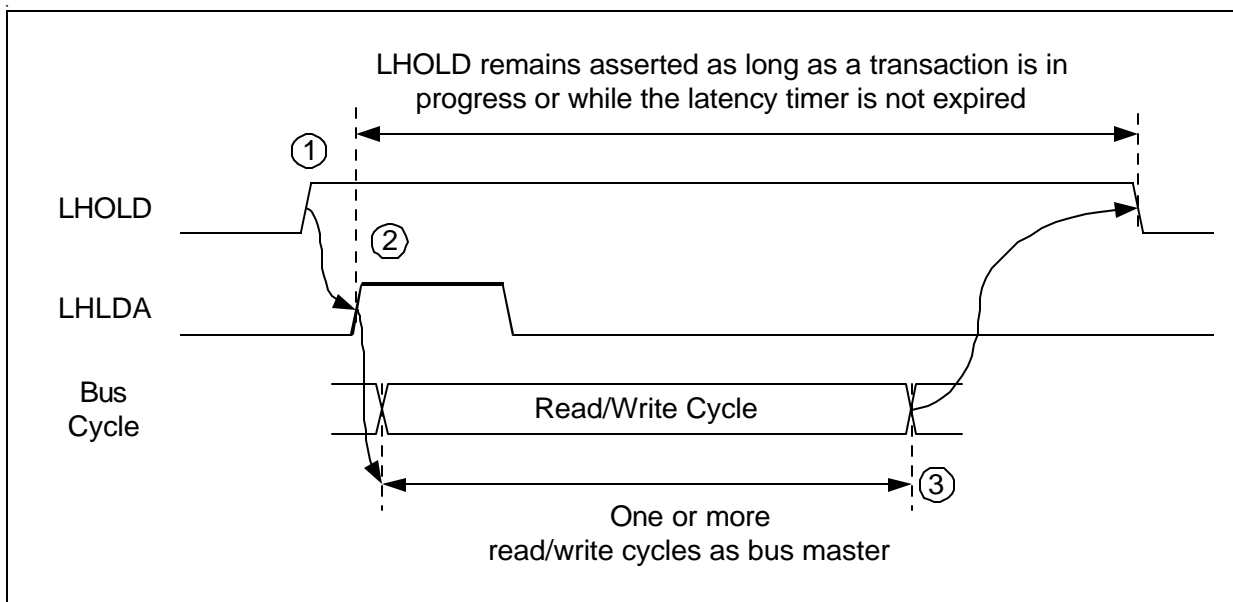 LHOLD remains asserted as long as a transaction is in
progress or while the latency timer is not expired
1
LHOLD
2
LHLDA
Bus
Cycle
Read/Write Cycle
3
One or more
read/write cycles as bus master